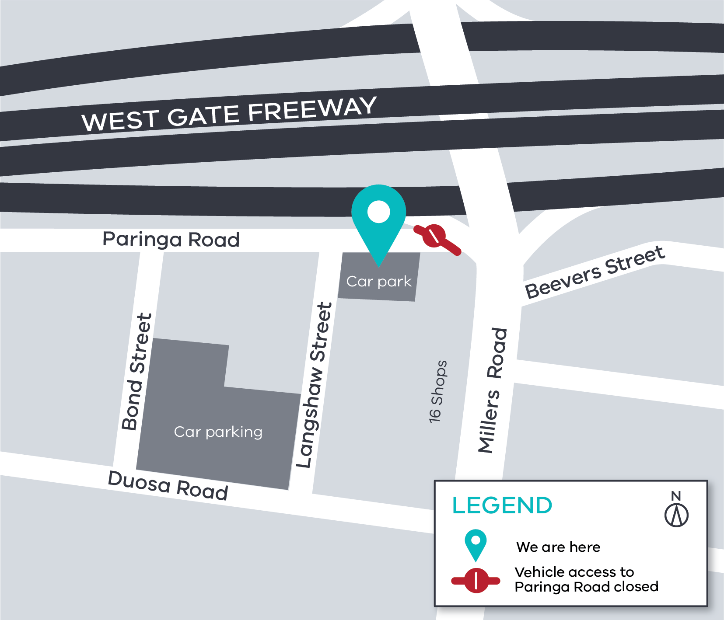 WEST GATE FREEWAY
Paringa Road
Beevers Street
Car park
Bond Street
Langshaw Street
16 Shops
Millers Road
Car parking
Duosa Road
LEGEND
N
We are here
Vehicle access to
Paringa Road closed